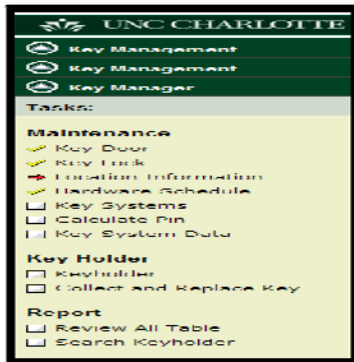 UNC CHARLOTTE
Key Management
Key Management
Key Manager
Tasks:
Maintenance
Key Door
Key Lock
Location Information
Hardware Schedule
Key Systems
Calculate Pin
Key System Data
Key Holder
Keyholder
Collect and Replace Key
Report
Review All Table
Search Keyholder